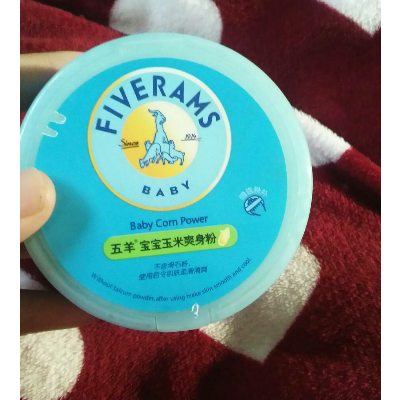 FIVERAMS
Since 1979
BABY
Baby Corn Power
五羊® 宝宝玉米爽身粉
不含滑石粉,
使用后令肌肤柔滑清爽
Without talcum powdin after using make skin smooth and cool.